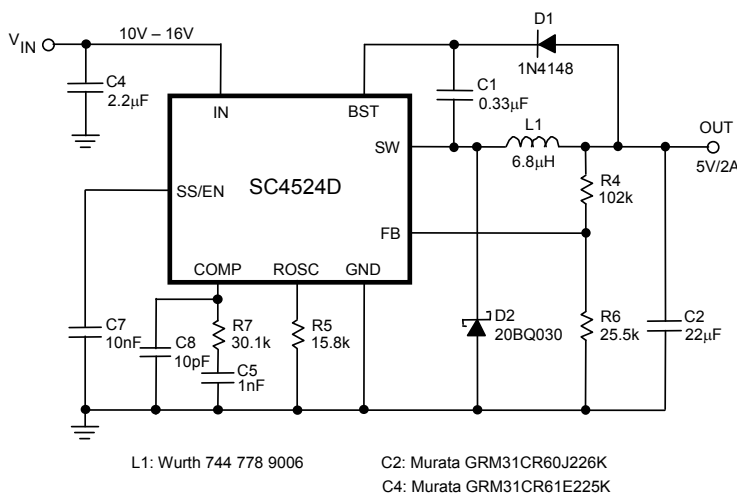 D1
V IN
10V – 16V
1N4148
C4
2.2µF
C1
0.33µF
IN
BST
L1
OUT
SW
6.8µH
5V/2A
SS/EN
SC4524D
R4
102k
FB
COMP
ROSC
GND
C7
10nF
C8
10pF
R7
30.1k
R5
15.8k
C5
1nF
D2
20BQ030
R6
25.5k
C2
22µF
L1: Wurth 744 778 9006
C2: Murata GRM31CR60J226K
C4: Murata GRM31CR61E225K